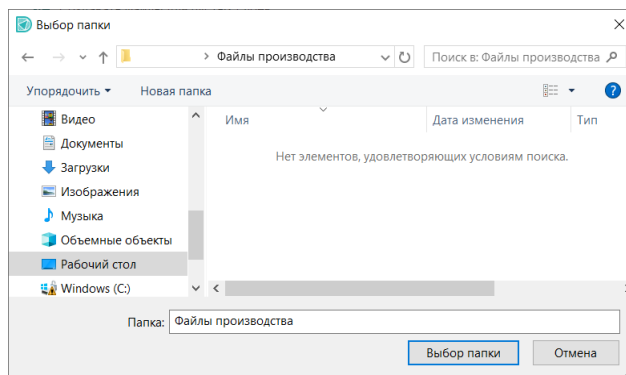 Выбор папки
Файлы производства
Поиск в: Файлы производства
Упорядочить
Новая папка
?
Видео
Документы
Загрузки
Изображения
Музыка
Объемные объекты
Рабочий стол
Windows (C:)
Имя
Дата изменения
Тип
Нет элементов, удовлетворяющих условиям поиска.
Папка: Файлы производства
Выбор папки
Отмена